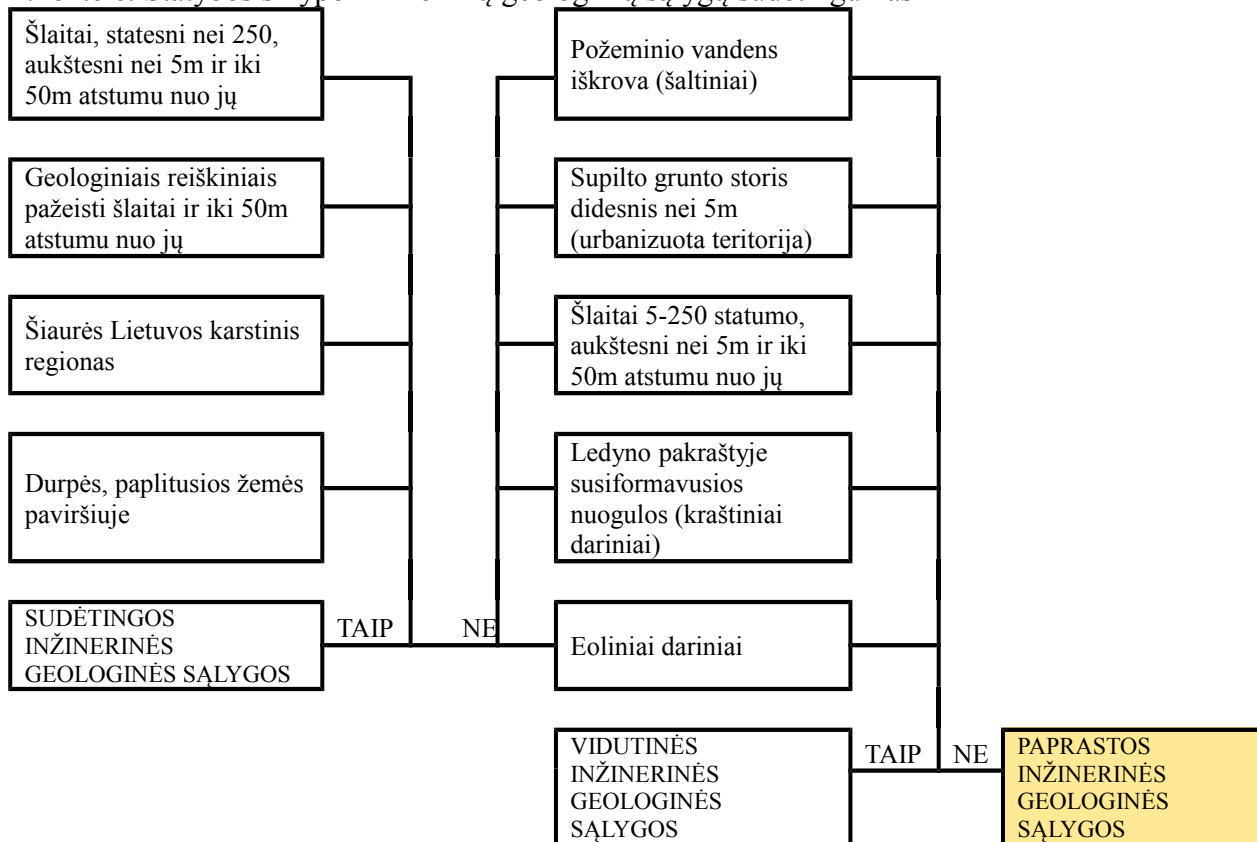 Šlaitai, statesni nei 250,
aukštesni nei 5m ir iki
50m atstumu nuo jų
Geologiniais reiškiniais
pažeisti šlaitai ir iki 50m
atstumu nuo jų
Šiaurės Lietuvos karstinis
regionas
Durpės, paplitusios žemės
paviršiuje
SUDĖTINGOS
INŽINERINĖS
GEOLOGINĖS SĄLYGOS
TAIP
NE
Požeminio vandens
iškrova (šaltiniai)
Supilto grunto storis
didesnis nei 5m
(urbanizuota teritorija)
Šlaitai 5-250 statumo,
aukštesni nei 5m ir iki
50m atstumu nuo jų
Ledyno pakraštyje
susiformavusios
nuogulos (kraštiniai
dariniai)
Eoliniai dariniai
VIDUTINĖS
INŽINERINĖS
GEOLOGINĖS
SĄLYGOS
TAIP
NE
PAPRASTOS
INŽINERINĖS
GEOLOGINĖS
SĄLYGOS